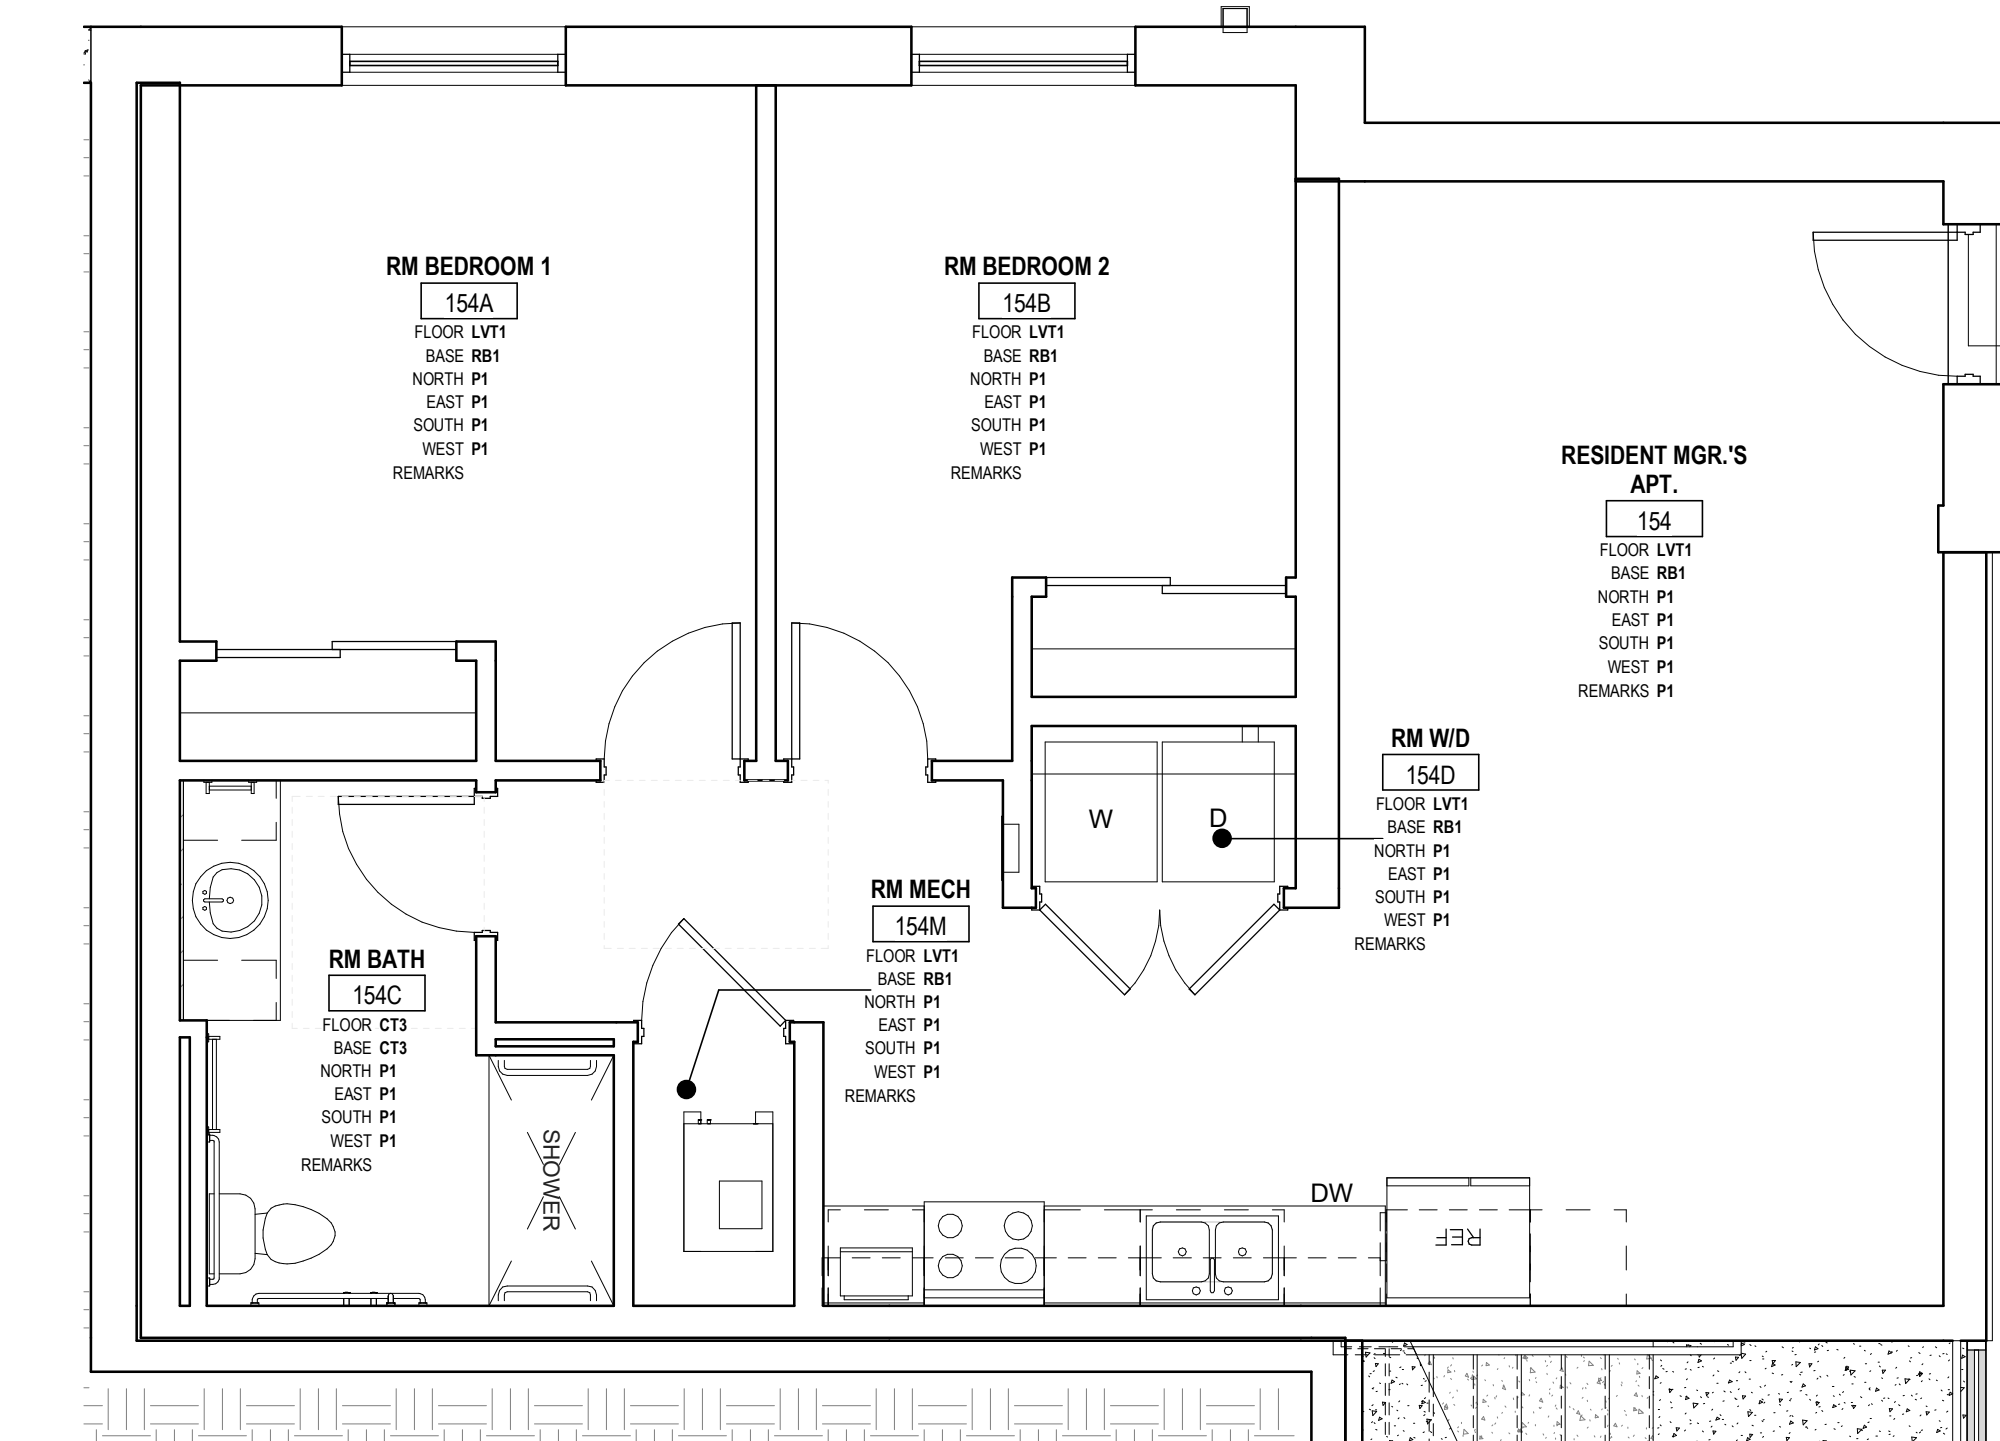 RM BEDROOM 1
154A
FLOOR LVT1
BASE RB1
NORTH P1
EAST P1
SOUTH P1
WEST P1
REMARKS
RM BEDROOM 2
154B
FLOOR LVT1
BASE RB1
NORTH P1
EAST P1
SOUTH P1
WEST P1
REMARKS
RESIDENT MGR.'S
APT.
154
FLOOR LVT1
BASE RB1
NORTH P1
EAST P1
SOUTH P1
WEST P1
REMARKS P1
RM W/D
154D
FLOOR LVT1
BASE RB1
NORTH P1
EAST P1
SOUTH P1
WEST P1
REMARKS
W
D
RM MECH
154M
FLOOR LVT1
BASE RB1
NORTH P1
EAST P1
SOUTH P1
WEST P1
REMARKS
RM BATH
154C
FLOOR CT3
BASE CT3
NORTH P1
EAST P1
SOUTH P1
WEST P1
REMARKS
SHOWER
DW
REF